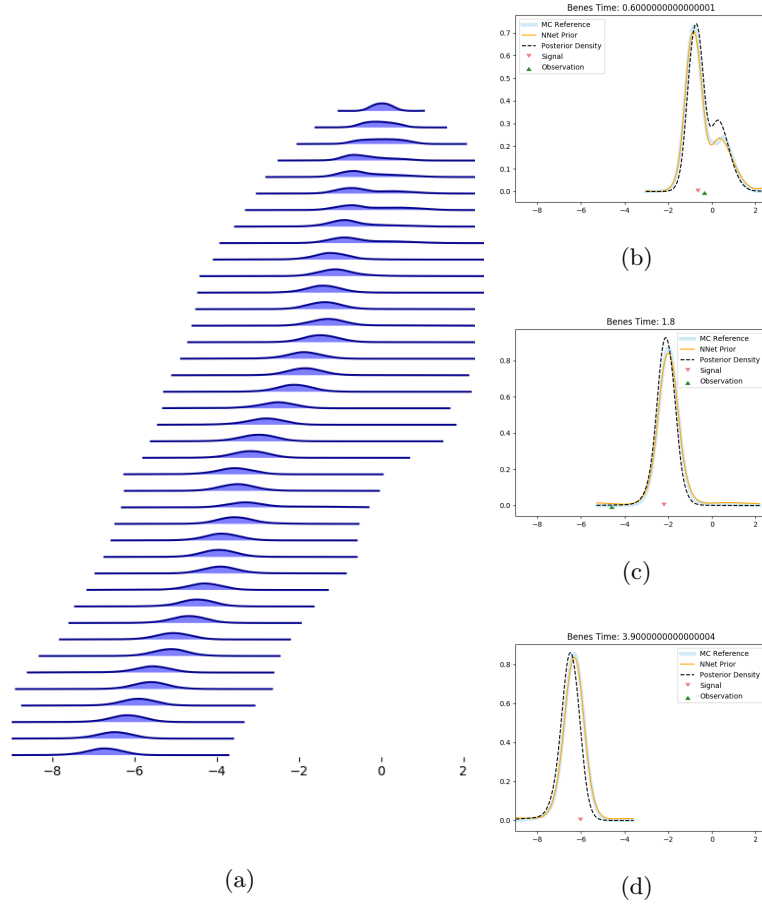 Benes Time: 0.6000000000000001
MC Reference
NNet Prior
Posterior Density
Signal
Observation
0.7
0.6
0.5
0.4
0.3
0.2
0.1
0.0
−8 −6 −4 −2 0 2
(b)
Benes Time: 1.8
MC Reference
NNet Prior
Posterior Density
Signal
Observation
0.8
0.6
0.4
0.2
0.0
−8 −6 −4 −2 0 2
(c)
Benes Time: 3.9000000000000004
MC Reference
NNet Prior
Posterior Density
Signal
Observation
0.8
0.6
0.4
0.2
0.0
−8 −6 −4 −2 0 2
(d)
−8 −6 −4 −2 0 2
(a)